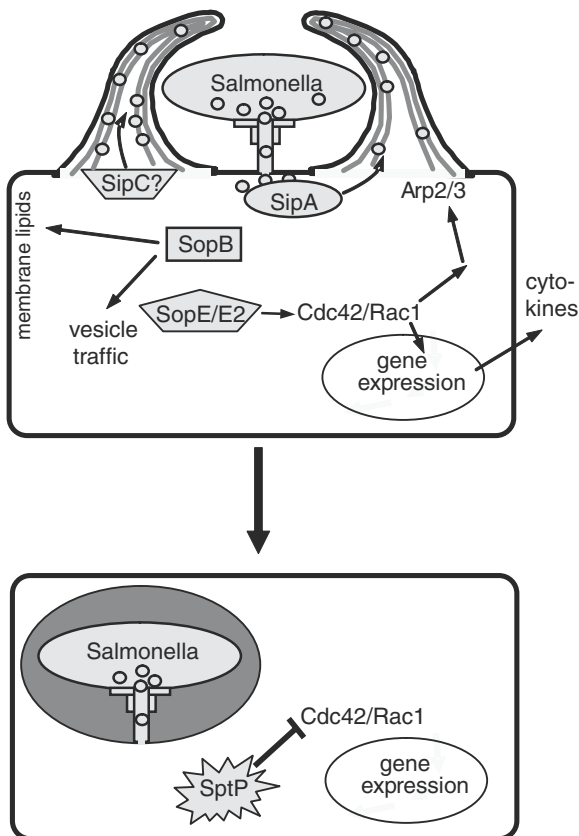 Salmonella
SipC?
SipA
Arp2/3
membrane lipids
SopB
vesicle
traffic
SopE/E2
Cdc42/Rac1
cyto-
kines
gene
expression
Salmonella
Cdc42/Rac1
SptP
gene
expression